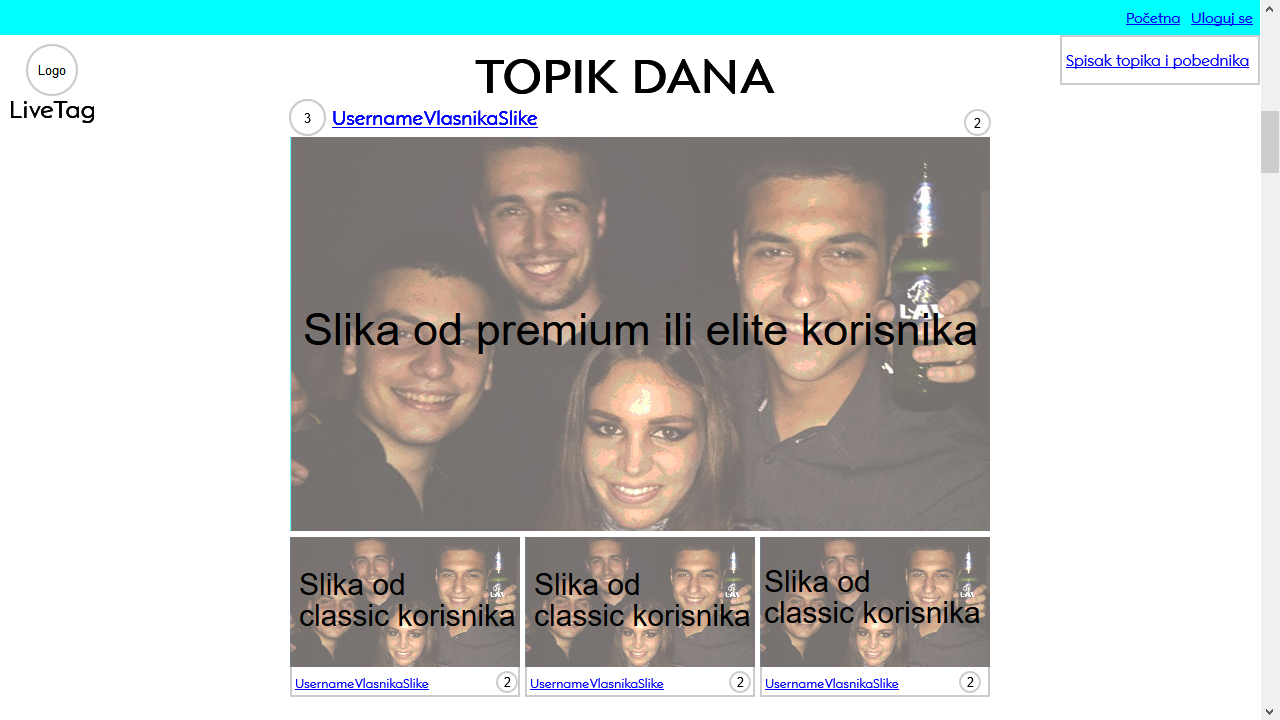 Početna Uloguj se
Logo
LiveTag
TOPIK DANA
Spisak topika i pobednika
3 UsernameVlasnikaSlike 2
LAV
Slika od premium ili elite korisnika
Slika od
classic korisnika
Slika od
classic korisnika
Slika od
classic korisnika
UsernameVlasnikaSlike 2
UsernameVlasnikaSlike 2
UsernameVlasnikaSlike 2